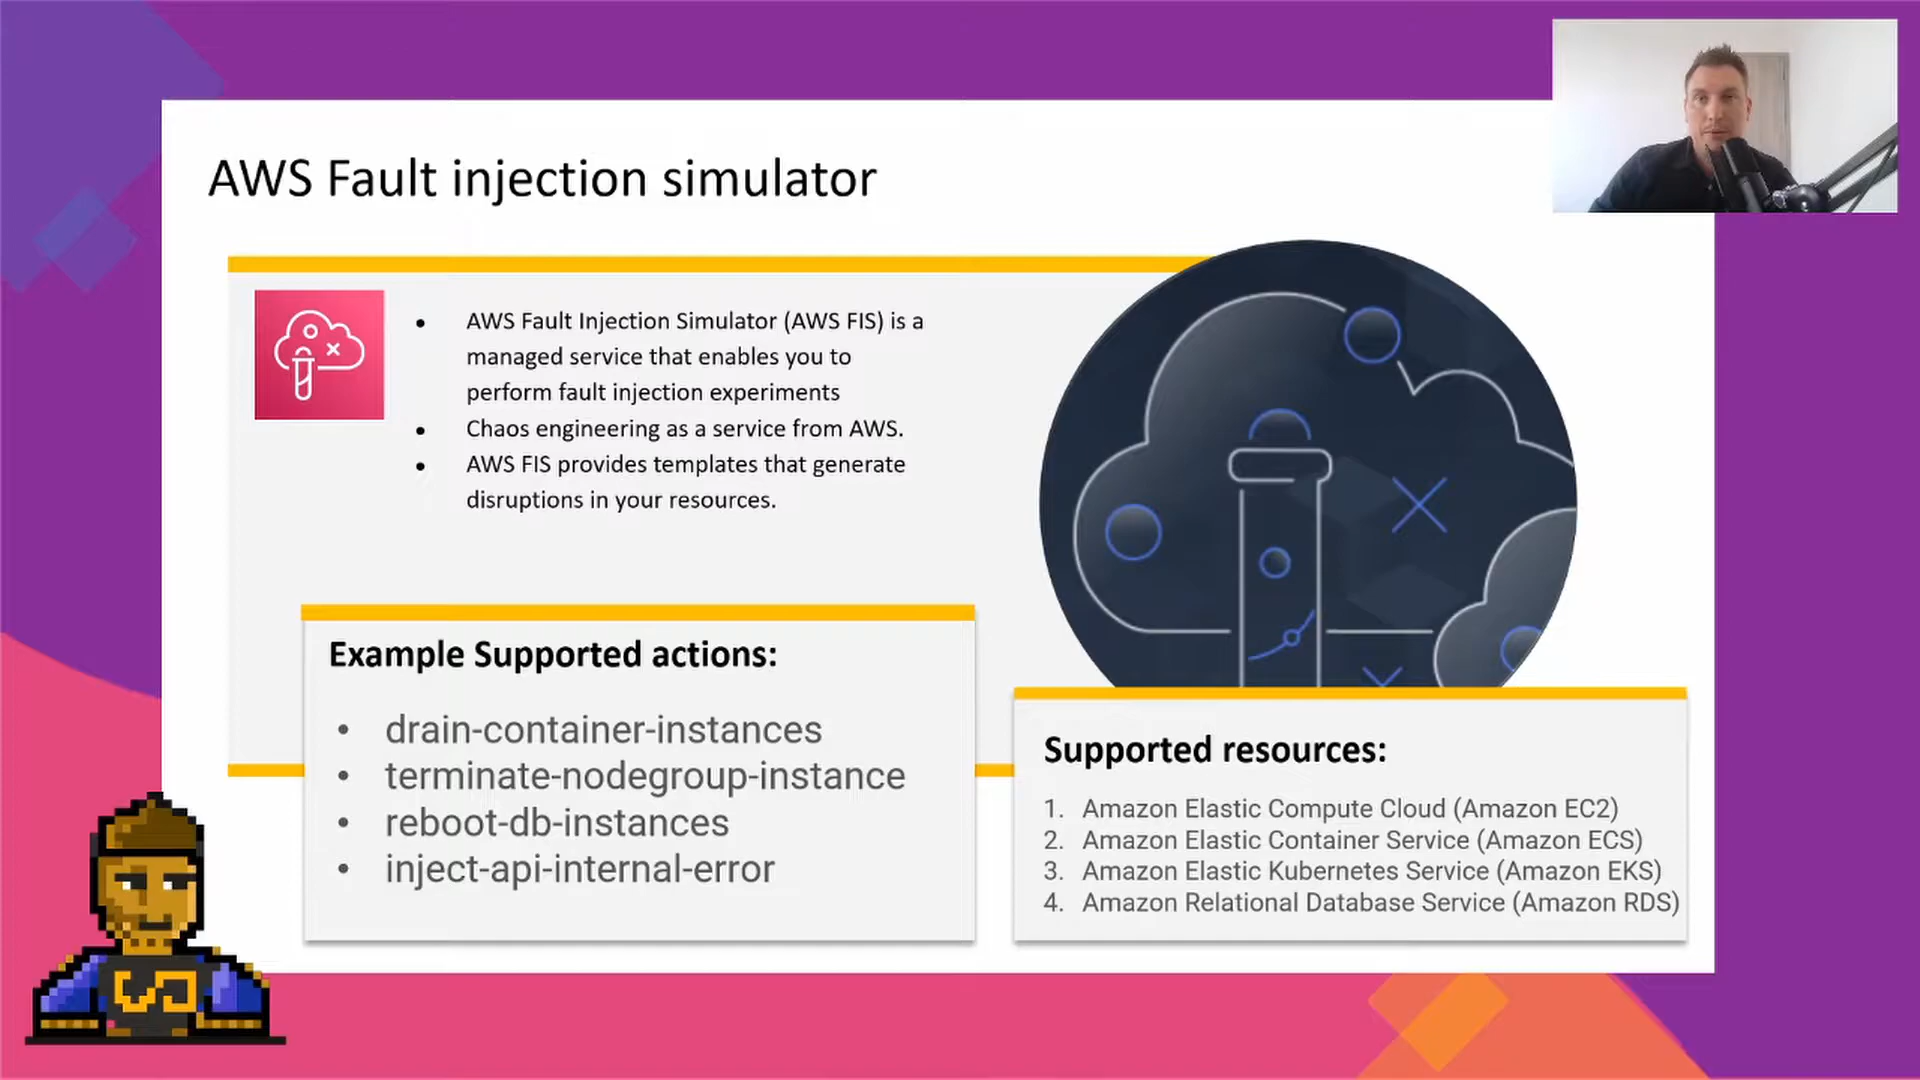 AWS Fault injection simulator
• AWS Fault Injection Simulator (AWS FIS) is a
managed service that enables you to
perform fault injection experiments
• Chaos engineering as a service from AWS.
• AWS FIS provides templates that generate
disruptions in your resources.
Example Supported actions:
• drain-container-instances
• terminate-nodegroup-instance
• reboot-db-instances
• inject-api-internal-error
Supported resources:
1. Amazon Elastic Compute Cloud (Amazon EC2)
2. Amazon Elastic Container Service (Amazon ECS)
3. Amazon Elastic Kubernetes Service (Amazon EKS)
4. Amazon Relational Database Service (Amazon RDS)